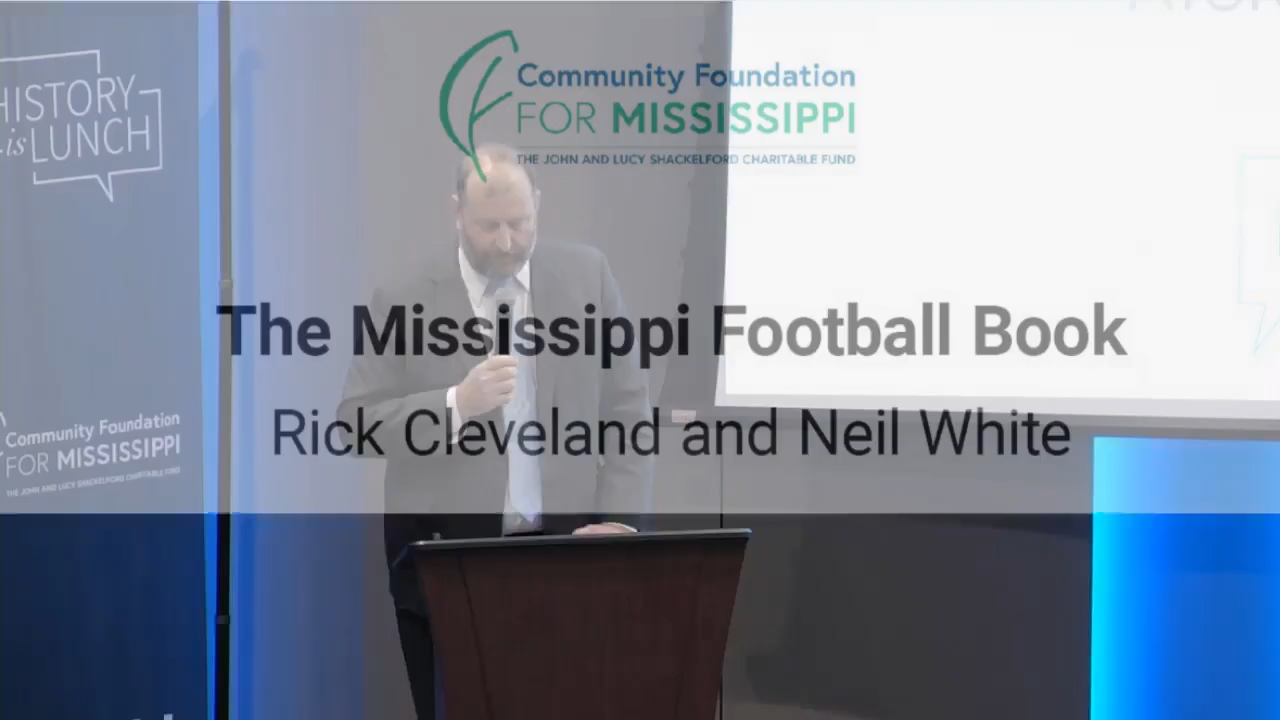 HISTORY
is LUNCH
Community Foundation
FOR MISSISSIPPI
THE JOHN AND LUCY SHACKELFORD CHARITABLE FUND
The Mississippi Football Book
Rick Cleveland and Neil White
Community Foundation
FOR MISSISSIPPI
THE JOHN AND LUCY SHACKELFORD CHARITABLE FUND